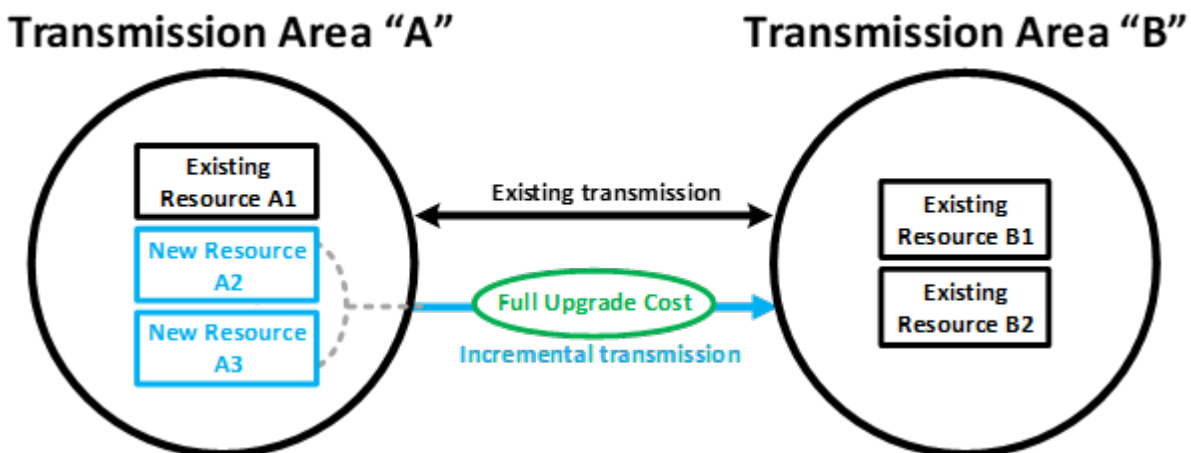 Transmission Area “A”
Transmission Area “B”
Existing
Resource A1
New Resource
A2
New Resource
A3
Existing transmission
Full Upgrade Cost
Incremental transmission
Existing
Resource B1
Existing
Resource B2